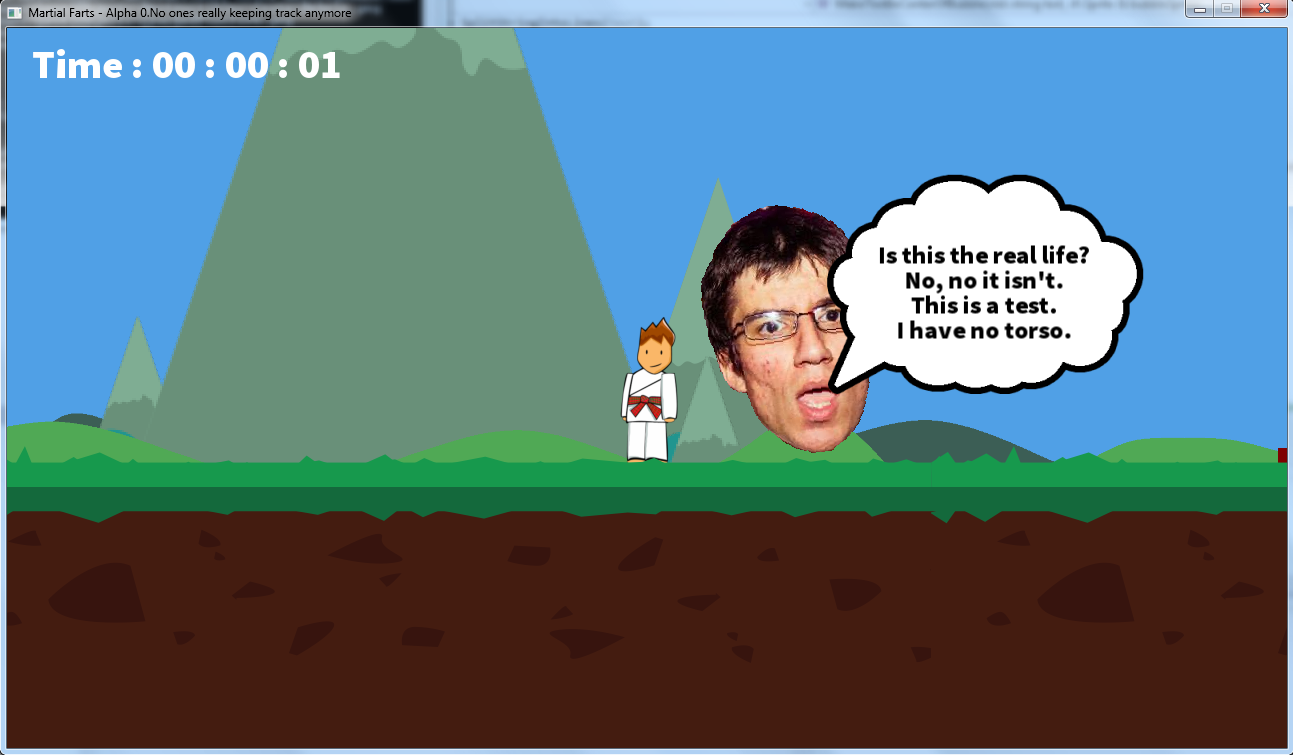 Martial Farts - Alpha 0.No ones really keeping track anymore
Time : 00 : 00 : 01
Is this the real life?
No, no it isn't.
This is a test.
I have no torso.